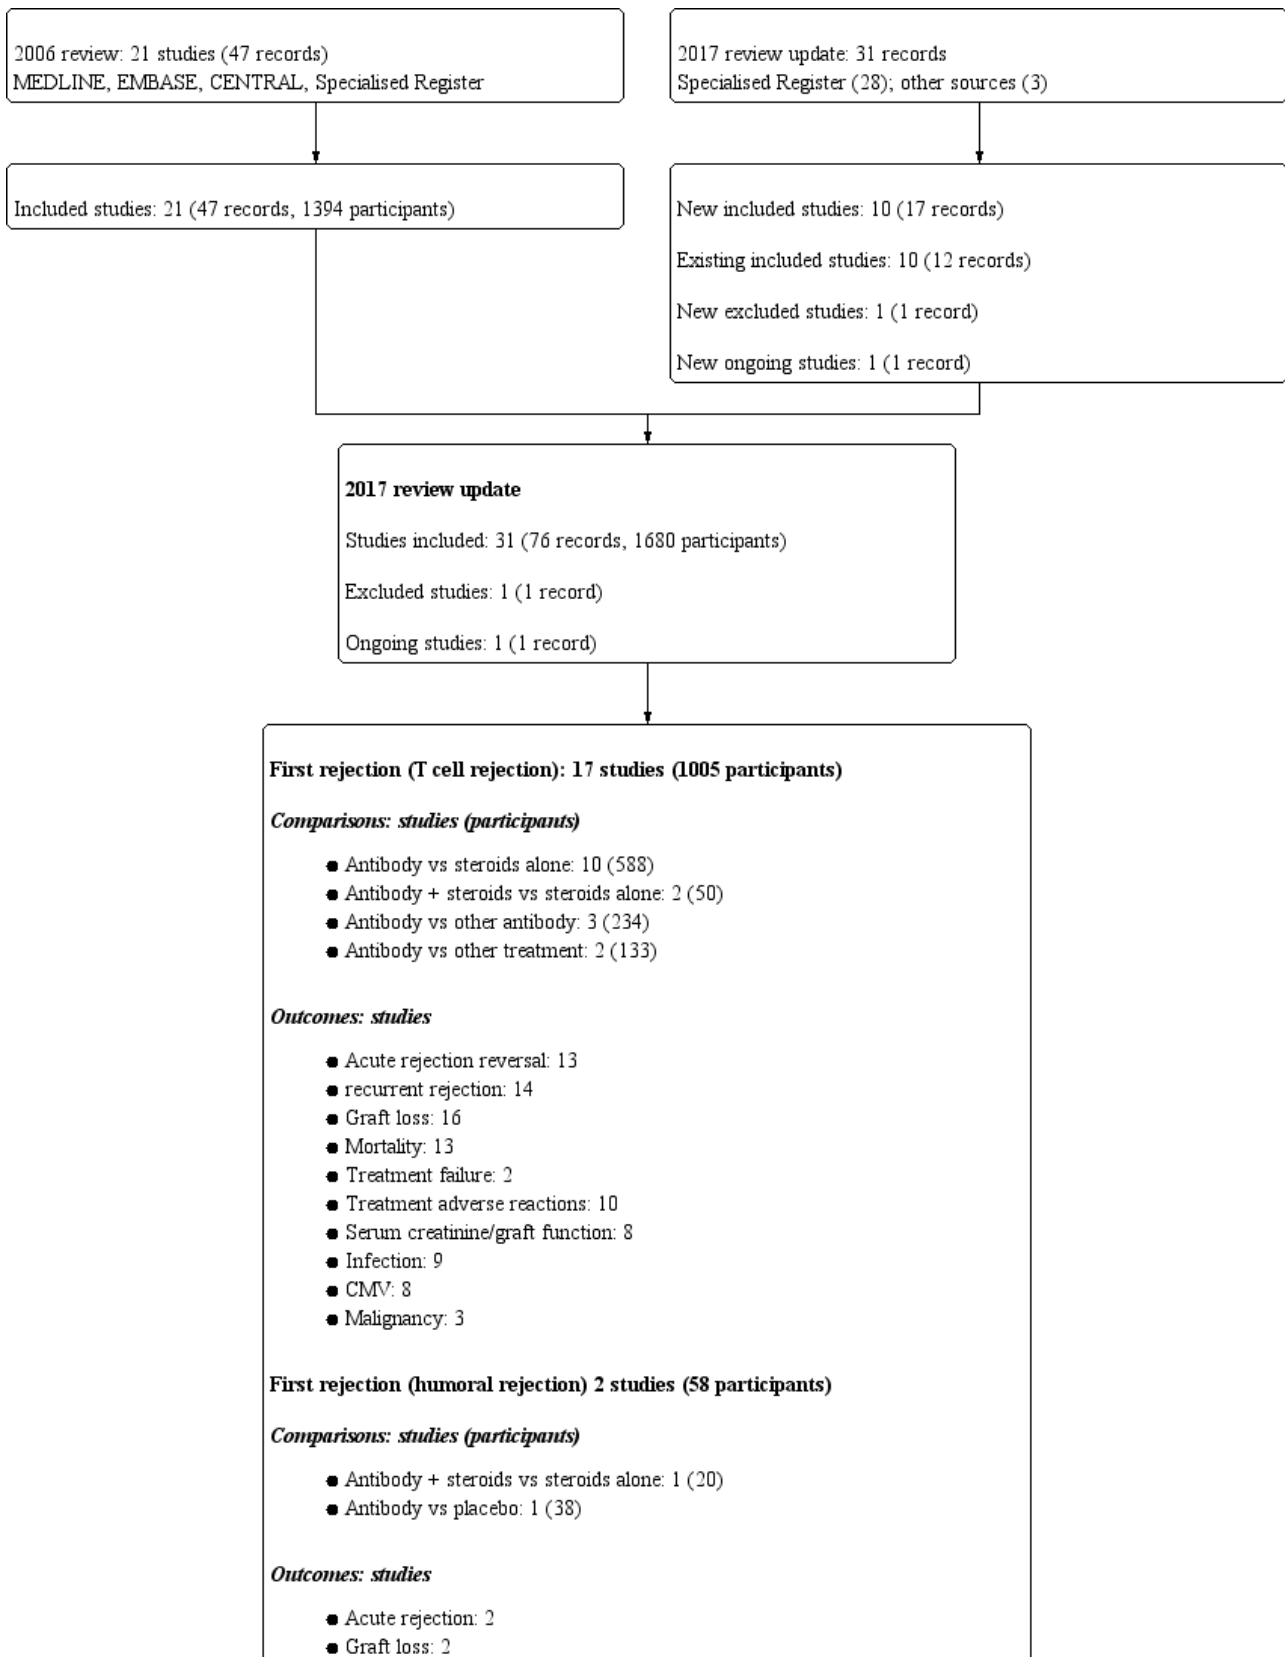 2006 review: 21 studies (47 records)
MEDLINE, EMBASE, CENTRAL, Specialised Register
2017 review update: 31 records
Specialised Register (28); other sources (3)
Included studies: 21 (47 records, 1394 participants)
New included studies: 10 (17 records)
Existing included studies: 10 (12 records)
New excluded studies: 1 (1 record)
New ongoing studies: 1 (1 record)
2017 review update
Studies included: 31 (76 records, 1680 participants)
Excluded studies: 1 (1 record)
Ongoing studies: 1 (1 record)
First rejection (T cell rejection): 17 studies (1005 participants)
Comparisons: studies (participants)
● Antibody vs steroids alone: 10 (588)
● Antibody + steroids vs steroids alone: 2 (50)
● Antibody vs other antibody: 3 (234)
● Antibody vs other treatment: 2 (133)
Outcomes: studies
● Acute rejection reversal: 13
● recurrent rejection: 14
● Graft loss: 16
● Mortality: 13
● Treatment failure: 2
● Treatment adverse reactions: 10
● Serum creatinine/graft function: 8
● Infection: 9
● CMV: 8
● Malignancy: 3
First rejection (humoral rejection) 2 studies (58 participants)
Comparisons: studies (participants)
● Antibody + steroids vs steroids alone: 1 (20)
● Antibody vs placebo: 1 (38)
Outcomes: studies
● Acute rejection: 2
● Graft loss: 2